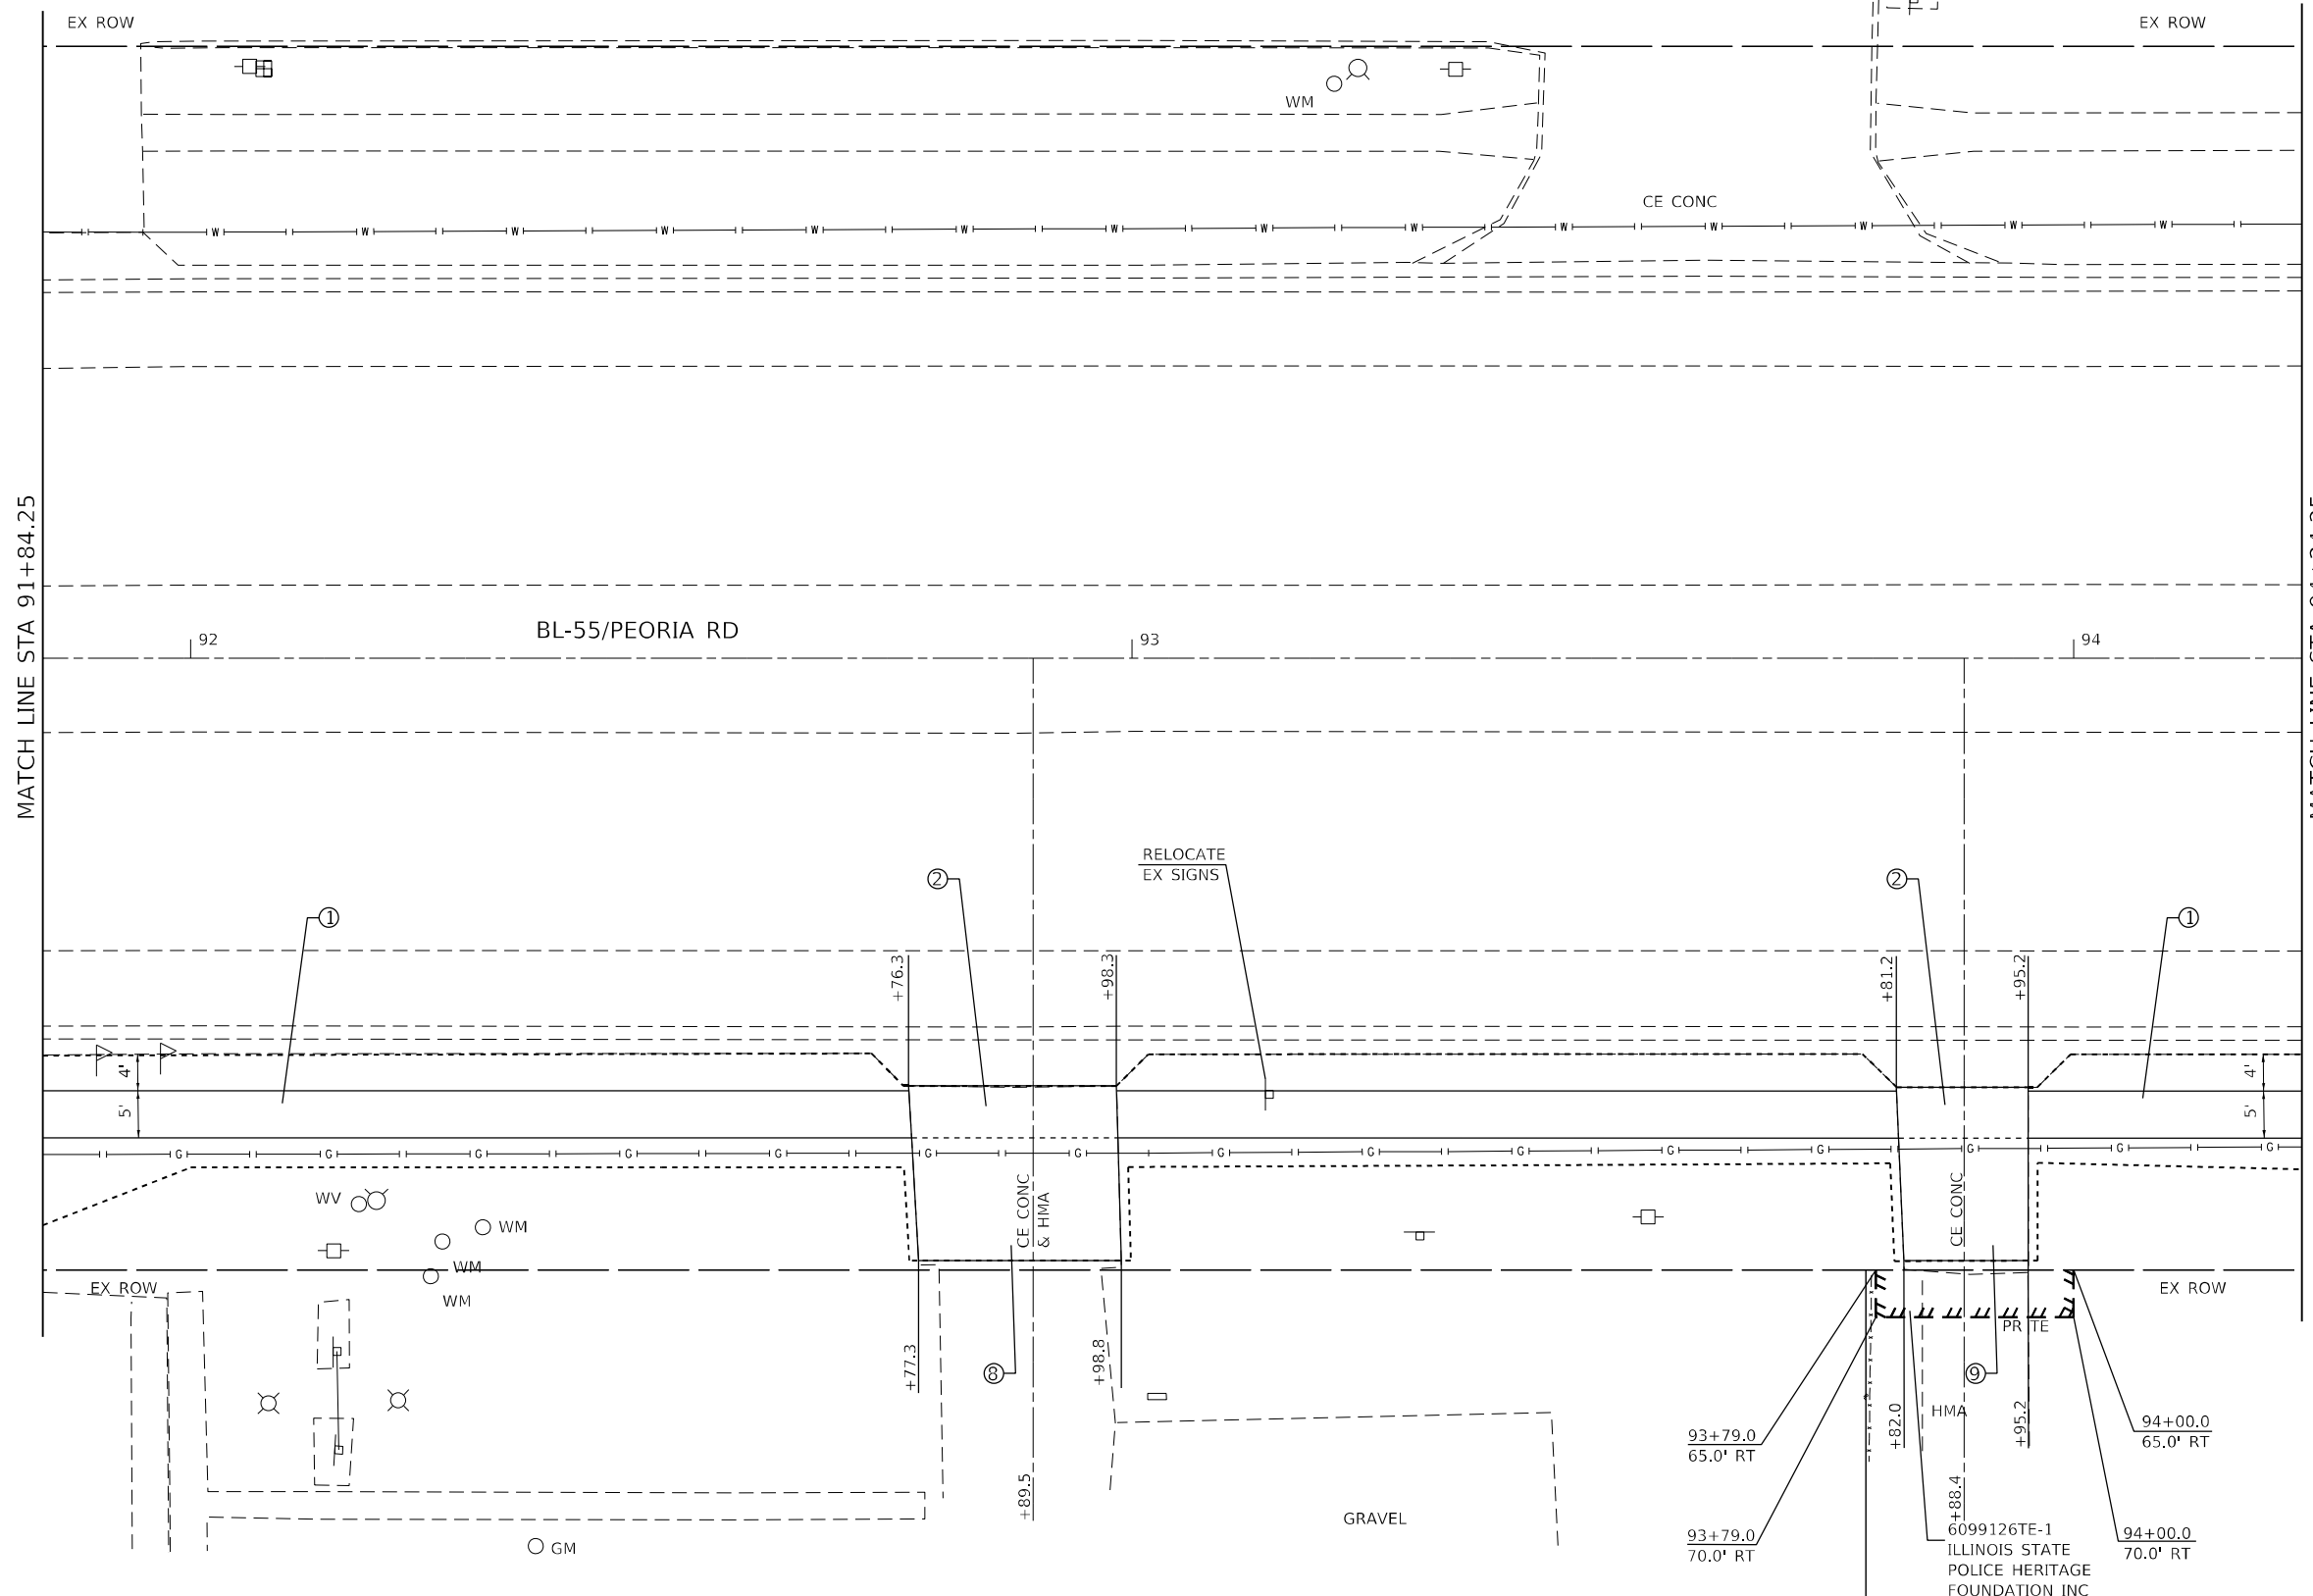 EX ROW
EX ROW
WM
CE CONC
W W W W W W W W W W W W W W
MATCH LINE STA 91+84.25
92
BL-55/PEORIA RD
93
94
RELOCATE
EX SIGNS
2
2
1
1
+76.3
+98.3
+81.2
+95.2
4'
5'
4'
5'
G G G G G G G G G G G G G G G
WV
WM
WM
WM
CE CONC
& HMA
CE CONC
EX ROW
EX ROW
PR TE
+77.3
8
+98.8
9
+82.0
HMA
+95.2
93+79.0
65.0' RT
94+00.0
65.0' RT
+89.5
+88.4
GRAVEL
GM
93+79.0
70.0' RT
6099126TE-1
ILLINOIS STATE
POLICE HERITAGE
FOUNDATION INC
94+00.0
70.0' RT